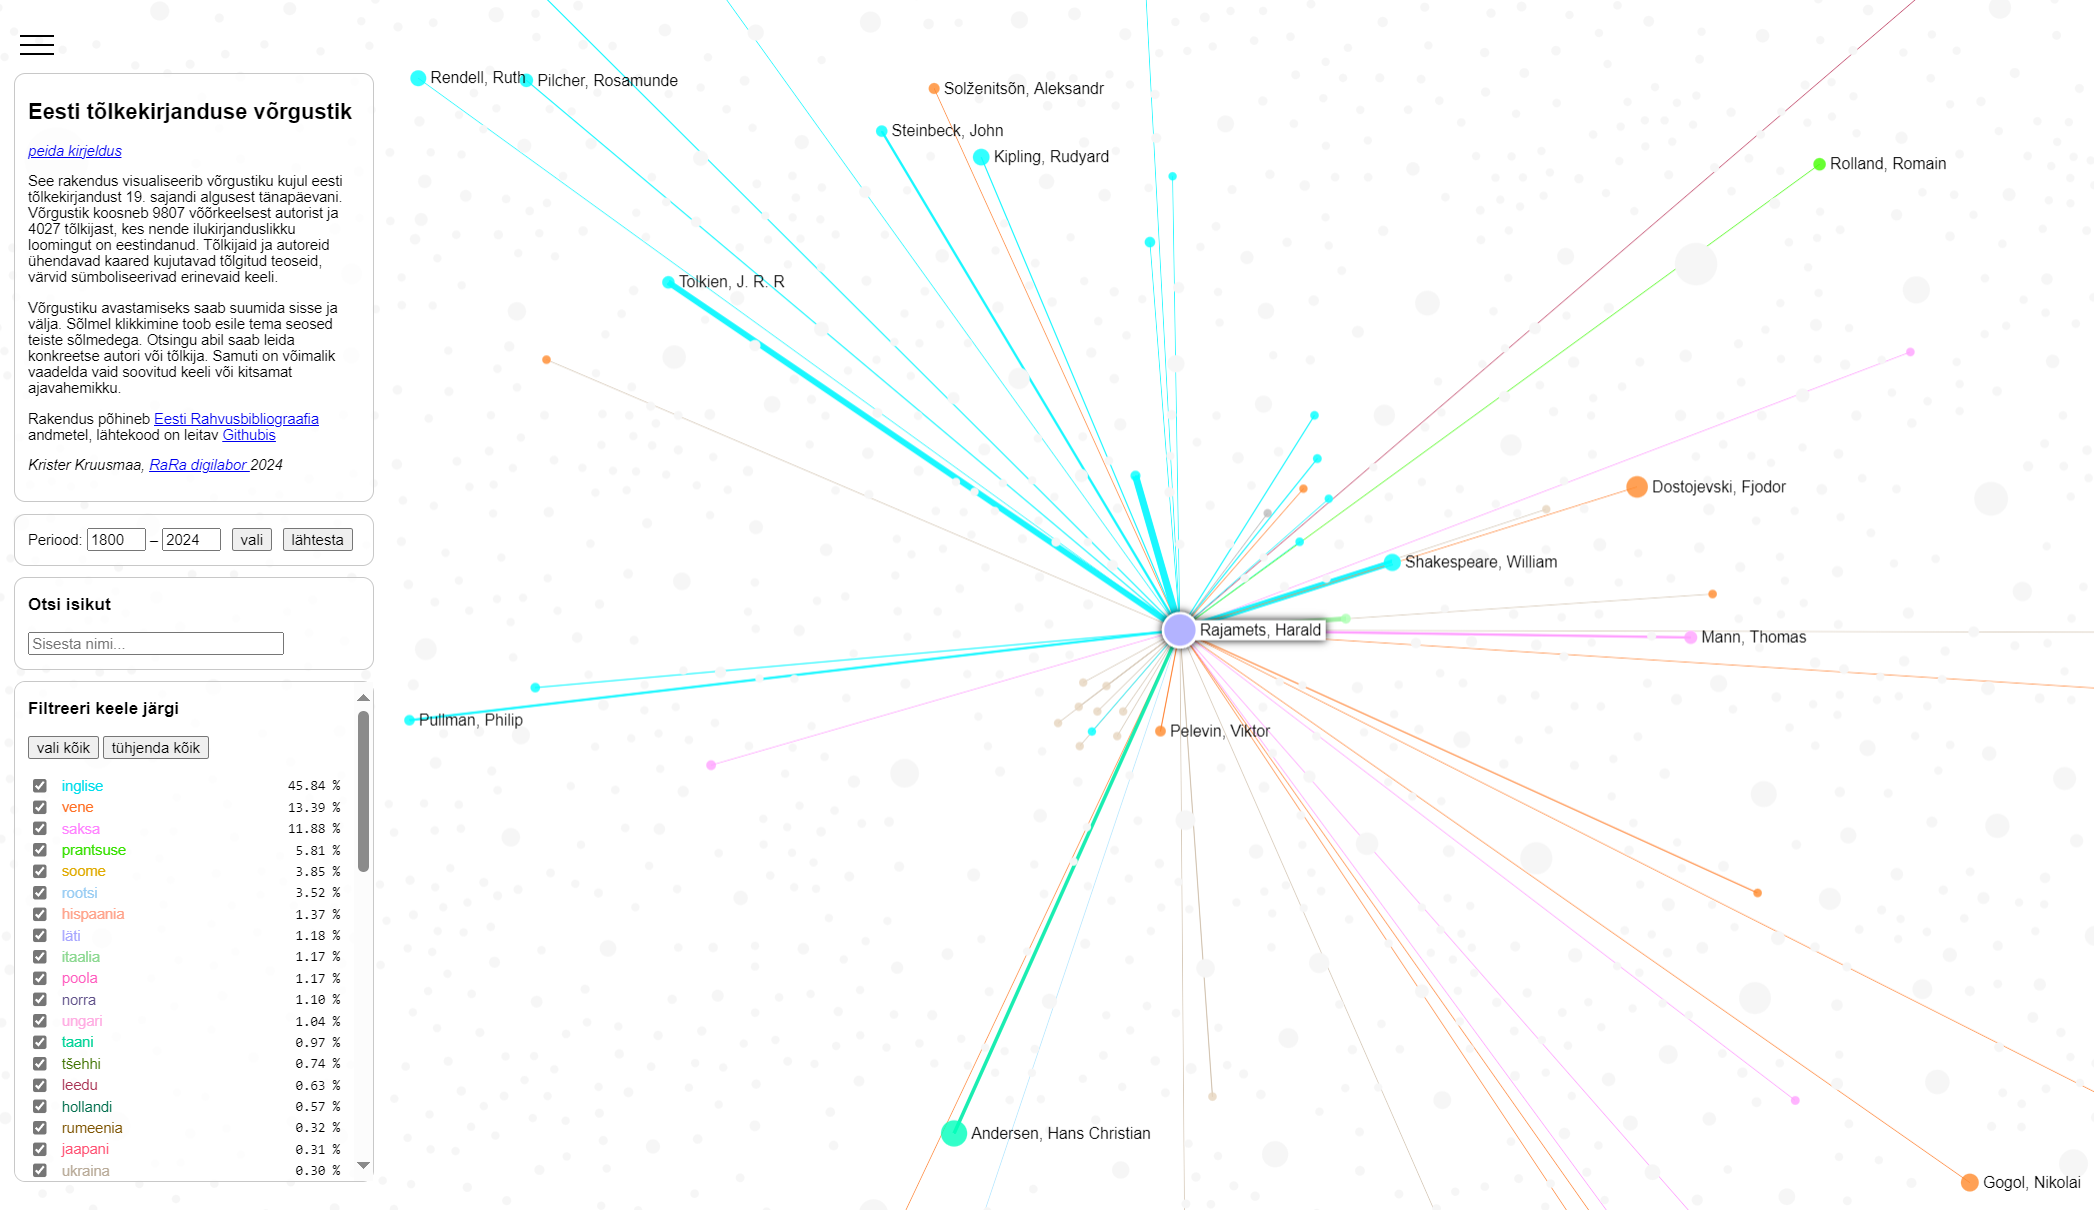 Eesti tõlkekirjanduse võrgustik
peida kirjeldus
See rakendus visualiseerib võrgustiku kujul eesti
tõlkekirjandust 19. sajandi algusest tänapäevani.
Võrgustik koosneb 9807 võõrkeelsest autorist ja
4027 tõlkijast, kes nende ilukirjanduslikku
loomingut on eestindanud. Tõlkijaid ja autoreid
ühendavad kaared kujutavad tõlgitud teoseid,
värvid sümboliseerivad erinevaid keeli.
Võrgustiku avastamiseks saab suumida sisse ja
välja. Sõlmel klikkimine toob esile tema seosed
teiste sõlmedega. Otsingu abil saab leida
konkreetse autori või tõlkija. Samuti on võimalik
vaadelda vaid soovitud keeli või kitsamat
ajavahemikku.
Rakendus põhineb Eesti Rahvusbibliograafia
andmetel, lähtekood on leitav Githubis
Krister Kruusmaa, RaRa digilabor 2024
Periood: 1800 – 2024 vali lähtesta
Otsi isikut
Sisesta nimi...
Filtreeri keele järgi
vali kõik tühjenda kõik
inglise 45.84 %
vene 13.39 %
saksa 11.88 %
prantsuse 5.81 %
soome 3.85 %
rootsi 3.52 %
hispaania 1.37 %
läti 1.18 %
itaalia 1.17 %
poola 1.17 %
norra 1.10 %
ungari 1.04 %
taani 0.97 %
tšehhi 0.74 %
leedu 0.63 %
hollandi 0.57 %
rumeenia 0.32 %
jaapani 0.31 %
ukraina 0.30 %
Rendell, Ruth
Pilcher, Rosamunde
Solženitsõn, Aleksandr
Steinbeck, John
Kipling, Rudyard
Rolland, Romain
Tolkien, J. R. R
Dostojevski, Fjodor
Shakespeare, William
Rajamets, Harald
Mann, Thomas
Pullman, Philip
Pelevin, Viktor
Andersen, Hans Christian
Gogol, Nikolai